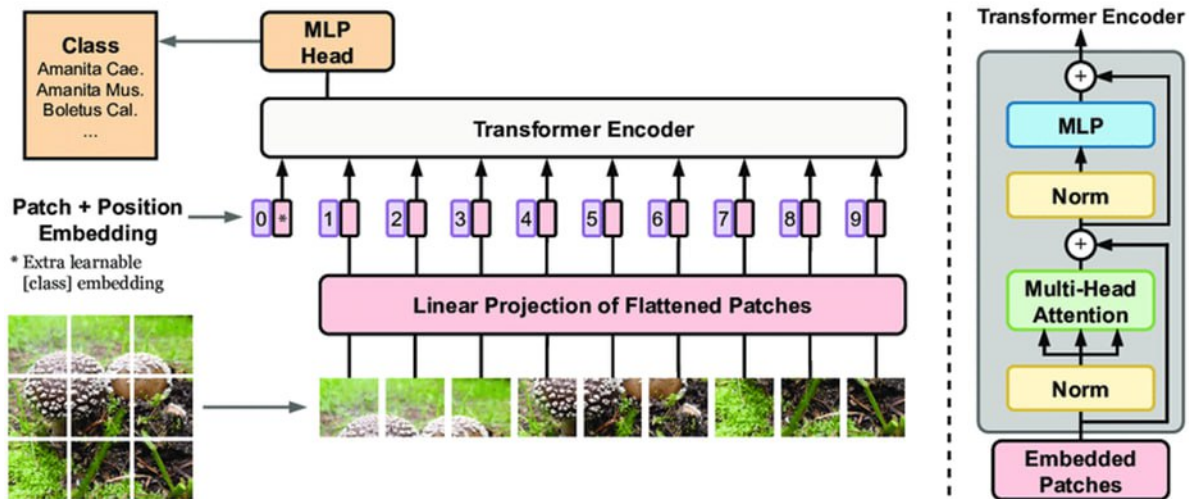 Class
Amanita Cae.
Amanita Mus.
Boletus Cal.
...
MLP
Head
Transformer Encoder
Patch + Position
Embedding
* Extra learnable
[class] embedding
0 * 1 2 3 4 5 6 7 8 9
Linear Projection of Flattened Patches
Transformer Encoder
+
MLP
Norm
+
Multi-Head
Attention
Norm
Embedded
Patches